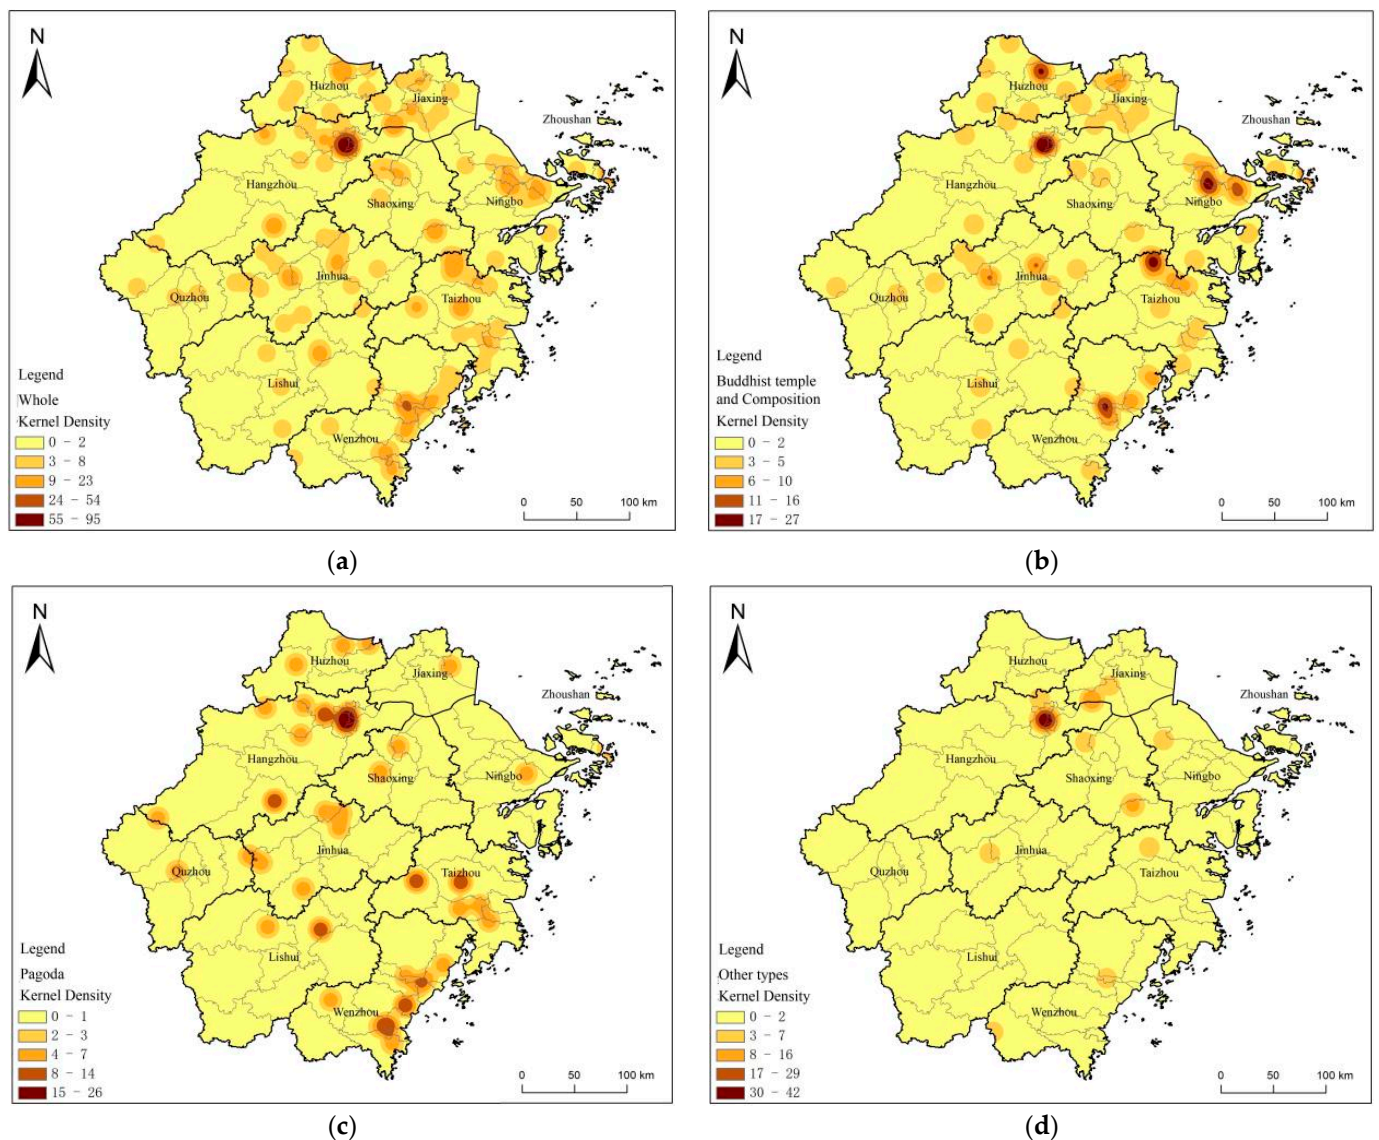 N
Huzhou
Jiaxing
Zhoushan
Hangzhou
Shaoxing
Ningbo
Jinhua
Quzhou
Taizhou
Lishui
Wenzhou
Legend
Whole
Kernel Density
0 - 2
3 - 8
9 - 23
24 - 54
55 - 95
0 50 100 km
(a)
N
Huzhou
Jiaxing
Zhoushan
Hangzhou
Shaoxing
Ningbo
Jinhua
Quzhou
Taizhou
Lishui
Wenzhou
Legend
Buddhist temple
and Composition
Kernel Density
0 - 2
3 - 5
6 - 10
11 - 16
17 - 27
0 50 100 km
(b)
N
Huzhou
Jiaxing
Zhoushan
Hangzhou
Shaoxing
Ningbo
Jinhua
Quzhou
Taizhou
Lishui
Wenzhou
Legend
Pagoda
Kernel Density
0 - 1
2 - 3
4 - 7
8 - 14
15 - 26
0 50 100 km
(c)
N
Huzhou
Jiaxing
Zhoushan
Hangzhou
Shaoxing
Ningbo
Jinhua
Quzhou
Taizhou
Lishui
Wenzhou
Legend
Other types
Kernel Density
0 - 2
3 - 7
8 - 16
17 - 29
30 - 42
0 50 100 km
(d)